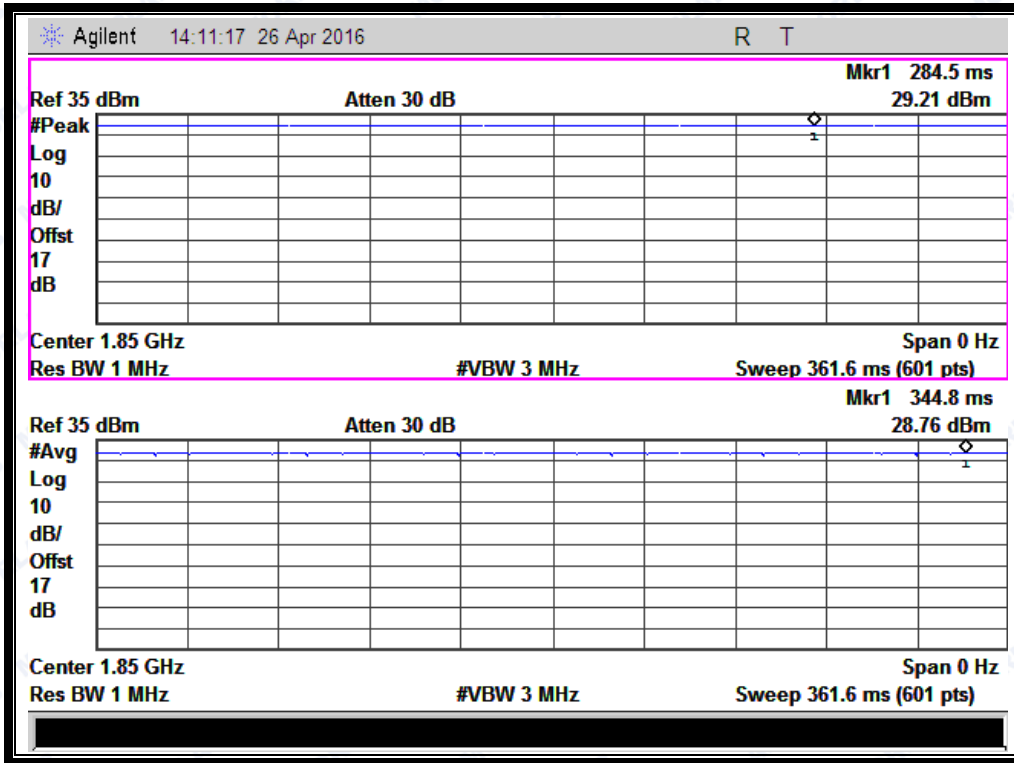 Agilent 14:11:17 26 Apr 2016 R T
Mkr1 284.5 ms
Ref 35 dBm Atten 30 dB 29.21 dBm
#Peak
Log
10
dB/
Offst
17
dB
1
Center 1.85 GHz Span 0 Hz
Res BW 1 MHz #VBW 3 MHz Sweep 361.6 ms (601 pts)
Mkr1 344.8 ms
Ref 35 dBm Atten 30 dB 28.76 dBm
#Avg
Log
10
dB/
Offst
17
dB
1
Center 1.85 GHz Span 0 Hz
Res BW 1 MHz #VBW 3 MHz Sweep 361.6 ms (601 pts)